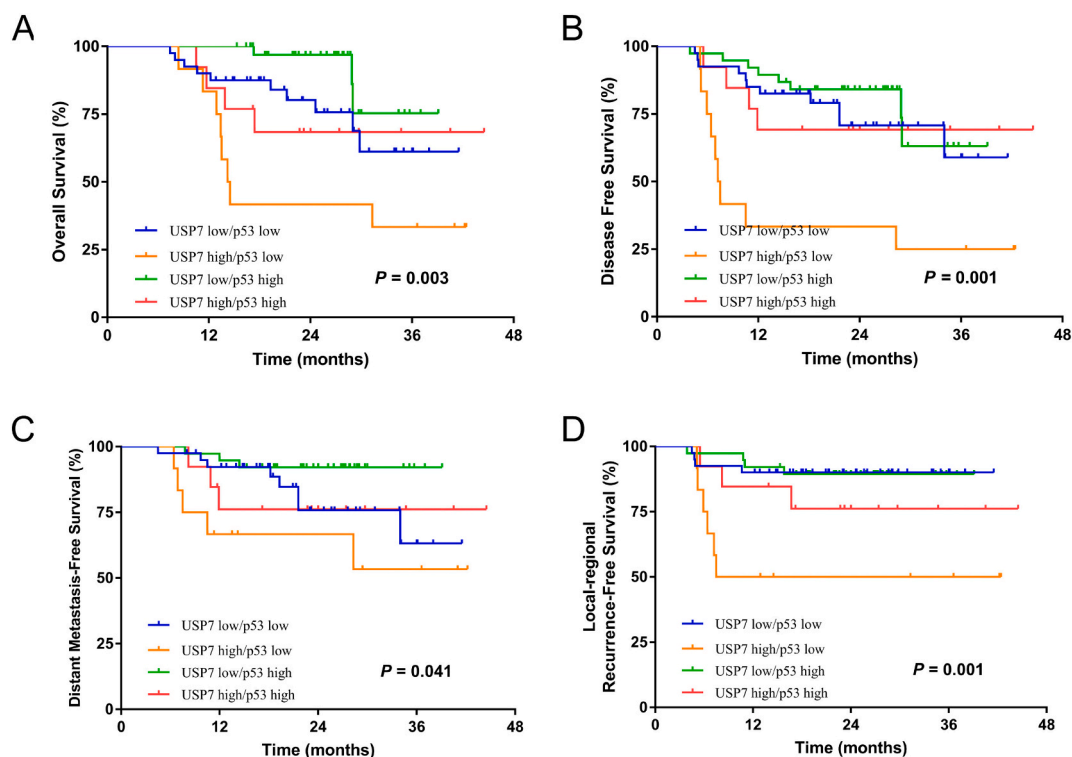 A
Overall Survival (%)
100
75
50
25
0
USP7 low/p53 low
USP7 high/p53 low
USP7 low/p53 high
USP7 high/p53 high
P = 0.003
0 12 24 36 48
Time (months)
B
Disease Free Survival (%)
100
75
50
25
0
USP7 low/p53 low
USP7 high/p53 low
USP7 low/p53 high
USP7 high/p53 high
P = 0.001
0 12 24 36 48
Time (months)
C
Distant Metastasis-Free Survival (%)
100
75
50
25
0
USP7 low/p53 low
USP7 high/p53 low
USP7 low/p53 high
USP7 high/p53 high
P = 0.041
0 12 24 36 48
Time (months)
D
Local-regional
Recurrence-Free Survival (%)
100
75
50
25
0
USP7 low/p53 low
USP7 high/p53 low
USP7 low/p53 high
USP7 high/p53 high
P = 0.001
0 12 24 36 48
Time (months)